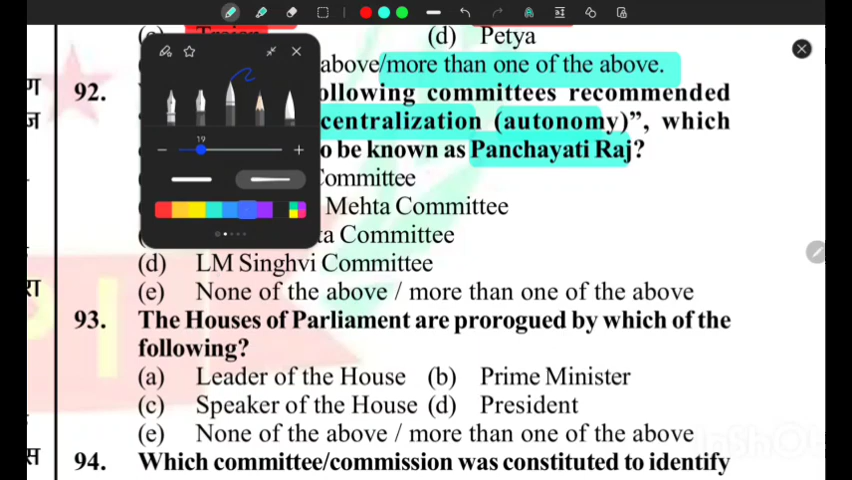 (d) Petya
above/more than one of the above.
92. ollowing committees recommended
centralization (autonomy)”, which
o be known as Panchayati Raj?
Committee
Mehta Committee
ta Committee
(d) LM Singhvi Committee
(e) None of the above / more than one of the above
93. The Houses of Parliament are prorogued by which of the
following?
(a) Leader of the House (b) Prime Minister
(c) Speaker of the House (d) President
(e) None of the above / more than one of the above
94. Which committee/commission was constituted to identify
19